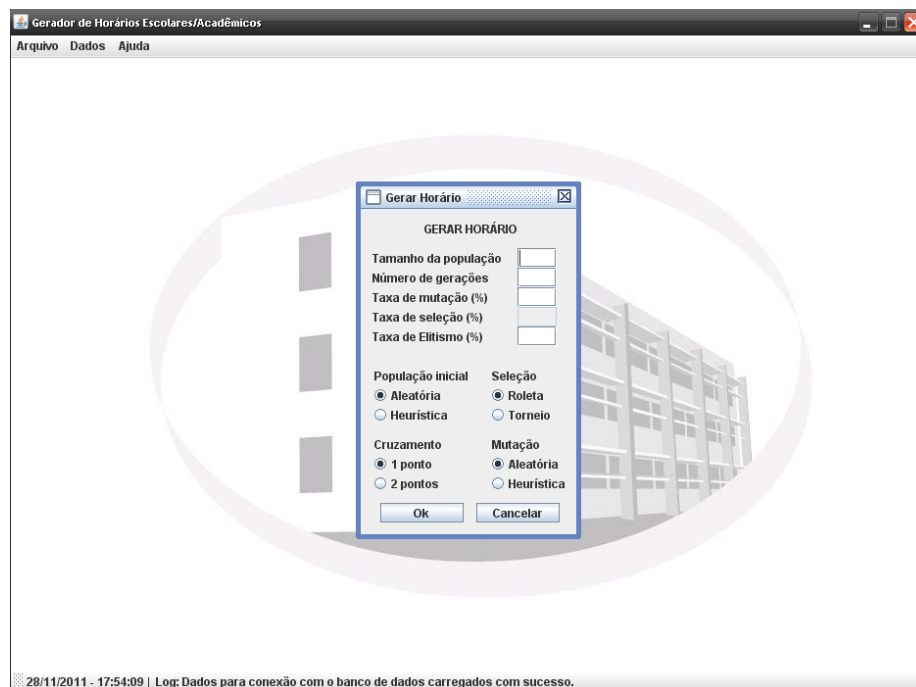 Gerador de Horários Escolares/Acadêmicos
Arquivo Dados Ajuda
Gerar Horário
GERAR HORÁRIO
Tamanho da população
Número de gerações
Taxa de mutação (%)
Taxa de seleção (%)
Taxa de Elitismo (%)
População inicial Seleção
Aleatória Roleta
Heurística Torneio
Cruzamento Mutação
1 ponto Aleatória
2 pontos Heurística
Ok Cancelar
28/11/2011 - 17:54:09 | Log: Dados para conexão com o banco de dados carregados com sucesso.